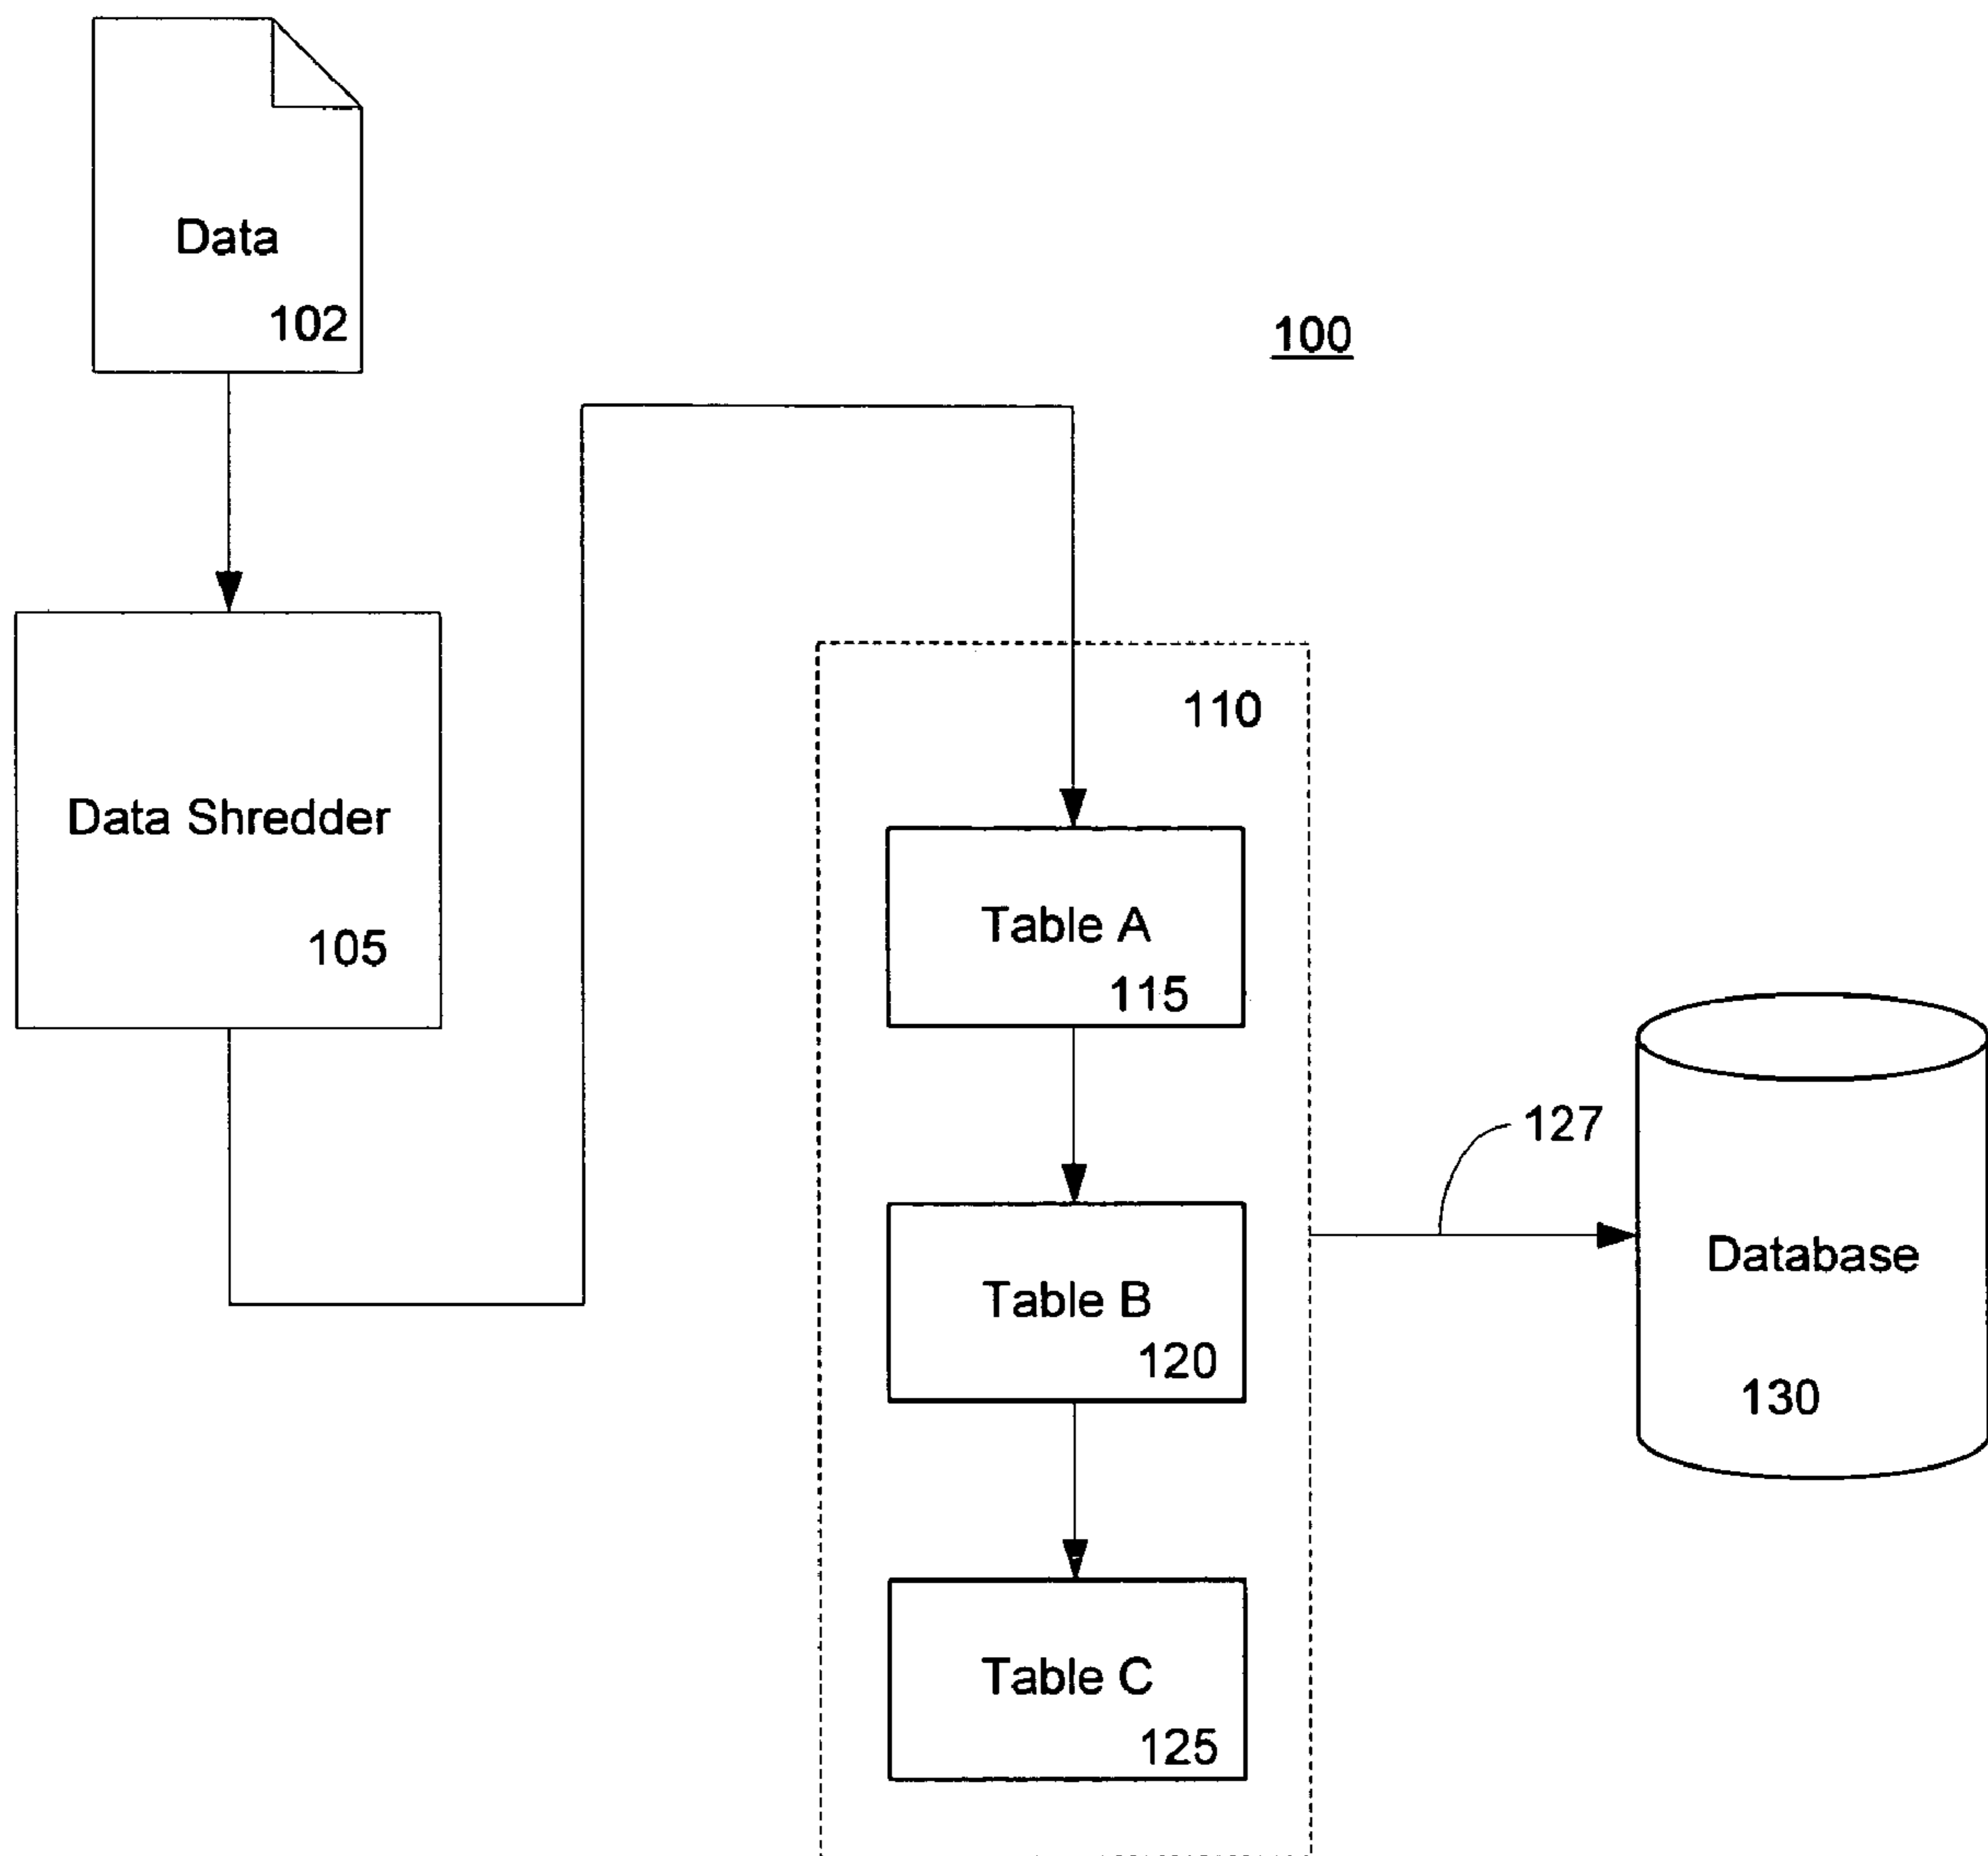 Data
102
100
110
Data Shredder
105
Table A
115
127
Table B
120
Database
130
Table C
125